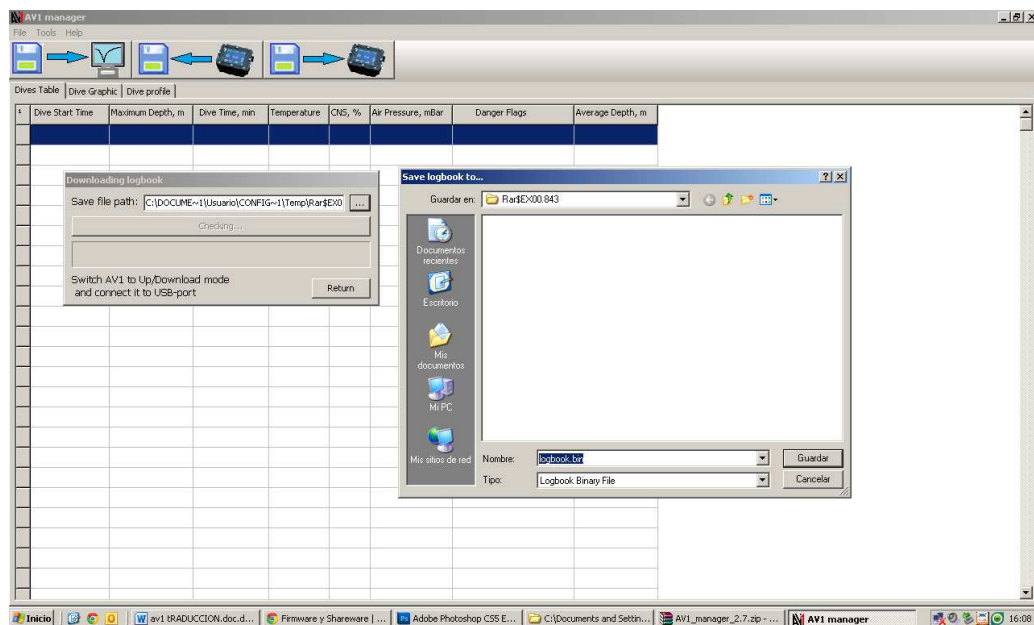 AV1 manager
File Tools Help
Dives Table Dive Graphic Dive profile
Dive Start Time Maximum Depth, m Dive Time, min Temperature CNS, % Air Pressure, mBar Danger Flags Average Depth, m
Downloading logbook
Save file path: C:\DOCUME~1\Usuario\CONFIG~1\Temp\Rar$EX0 ...
Checking...
Switch AV1 to Up/Download mode
and connect it to USB-port
Return
Save logbook to...
Guardar en: Rar$EX00.843
Documentos
recientes
Escritorio
Mis
documentos
Mi PC
Mis sitios de red
Nombre: logbook.bin Guardar
Tipo: Logbook Binary File Cancelar
Inicio av1 tRADUCCION.doc.d... Firmware y Shareware | ... Adobe Photoshop CS5 E... C:\Documents and Settin... AV1_manager_2.7.zip - ... AV1 manager